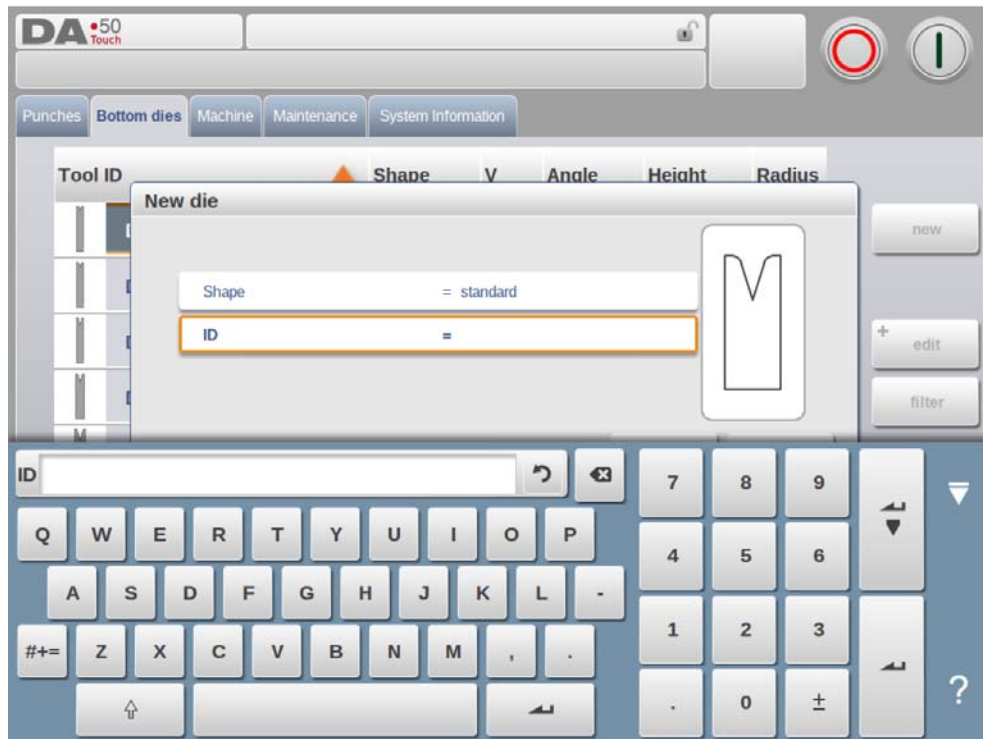 DA•50
Touch
Punches Bottom dies Machine Maintenance System Information
Tool ID Shape V Angle Height Radius
New die
new
Shape = standard
ID =
edit
filter
ID
7 8 9
Q W E R T Y U I O P
4 5 6
A S D F G H J K L -
1 2 3
#+= Z X C V B N M , .
. 0 ±
?